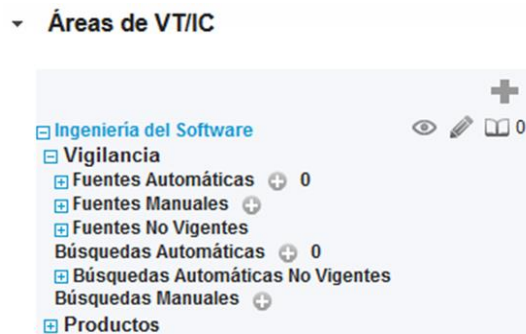 Áreas de VT/IC
Ingeniería del Software 0
Vigilancia
Fuentes Automáticas 0
Fuentes Manuales
Fuentes No Vigentes
Búsquedas Automáticas 0
Búsquedas Automáticas No Vigentes
Búsquedas Manuales
Productos